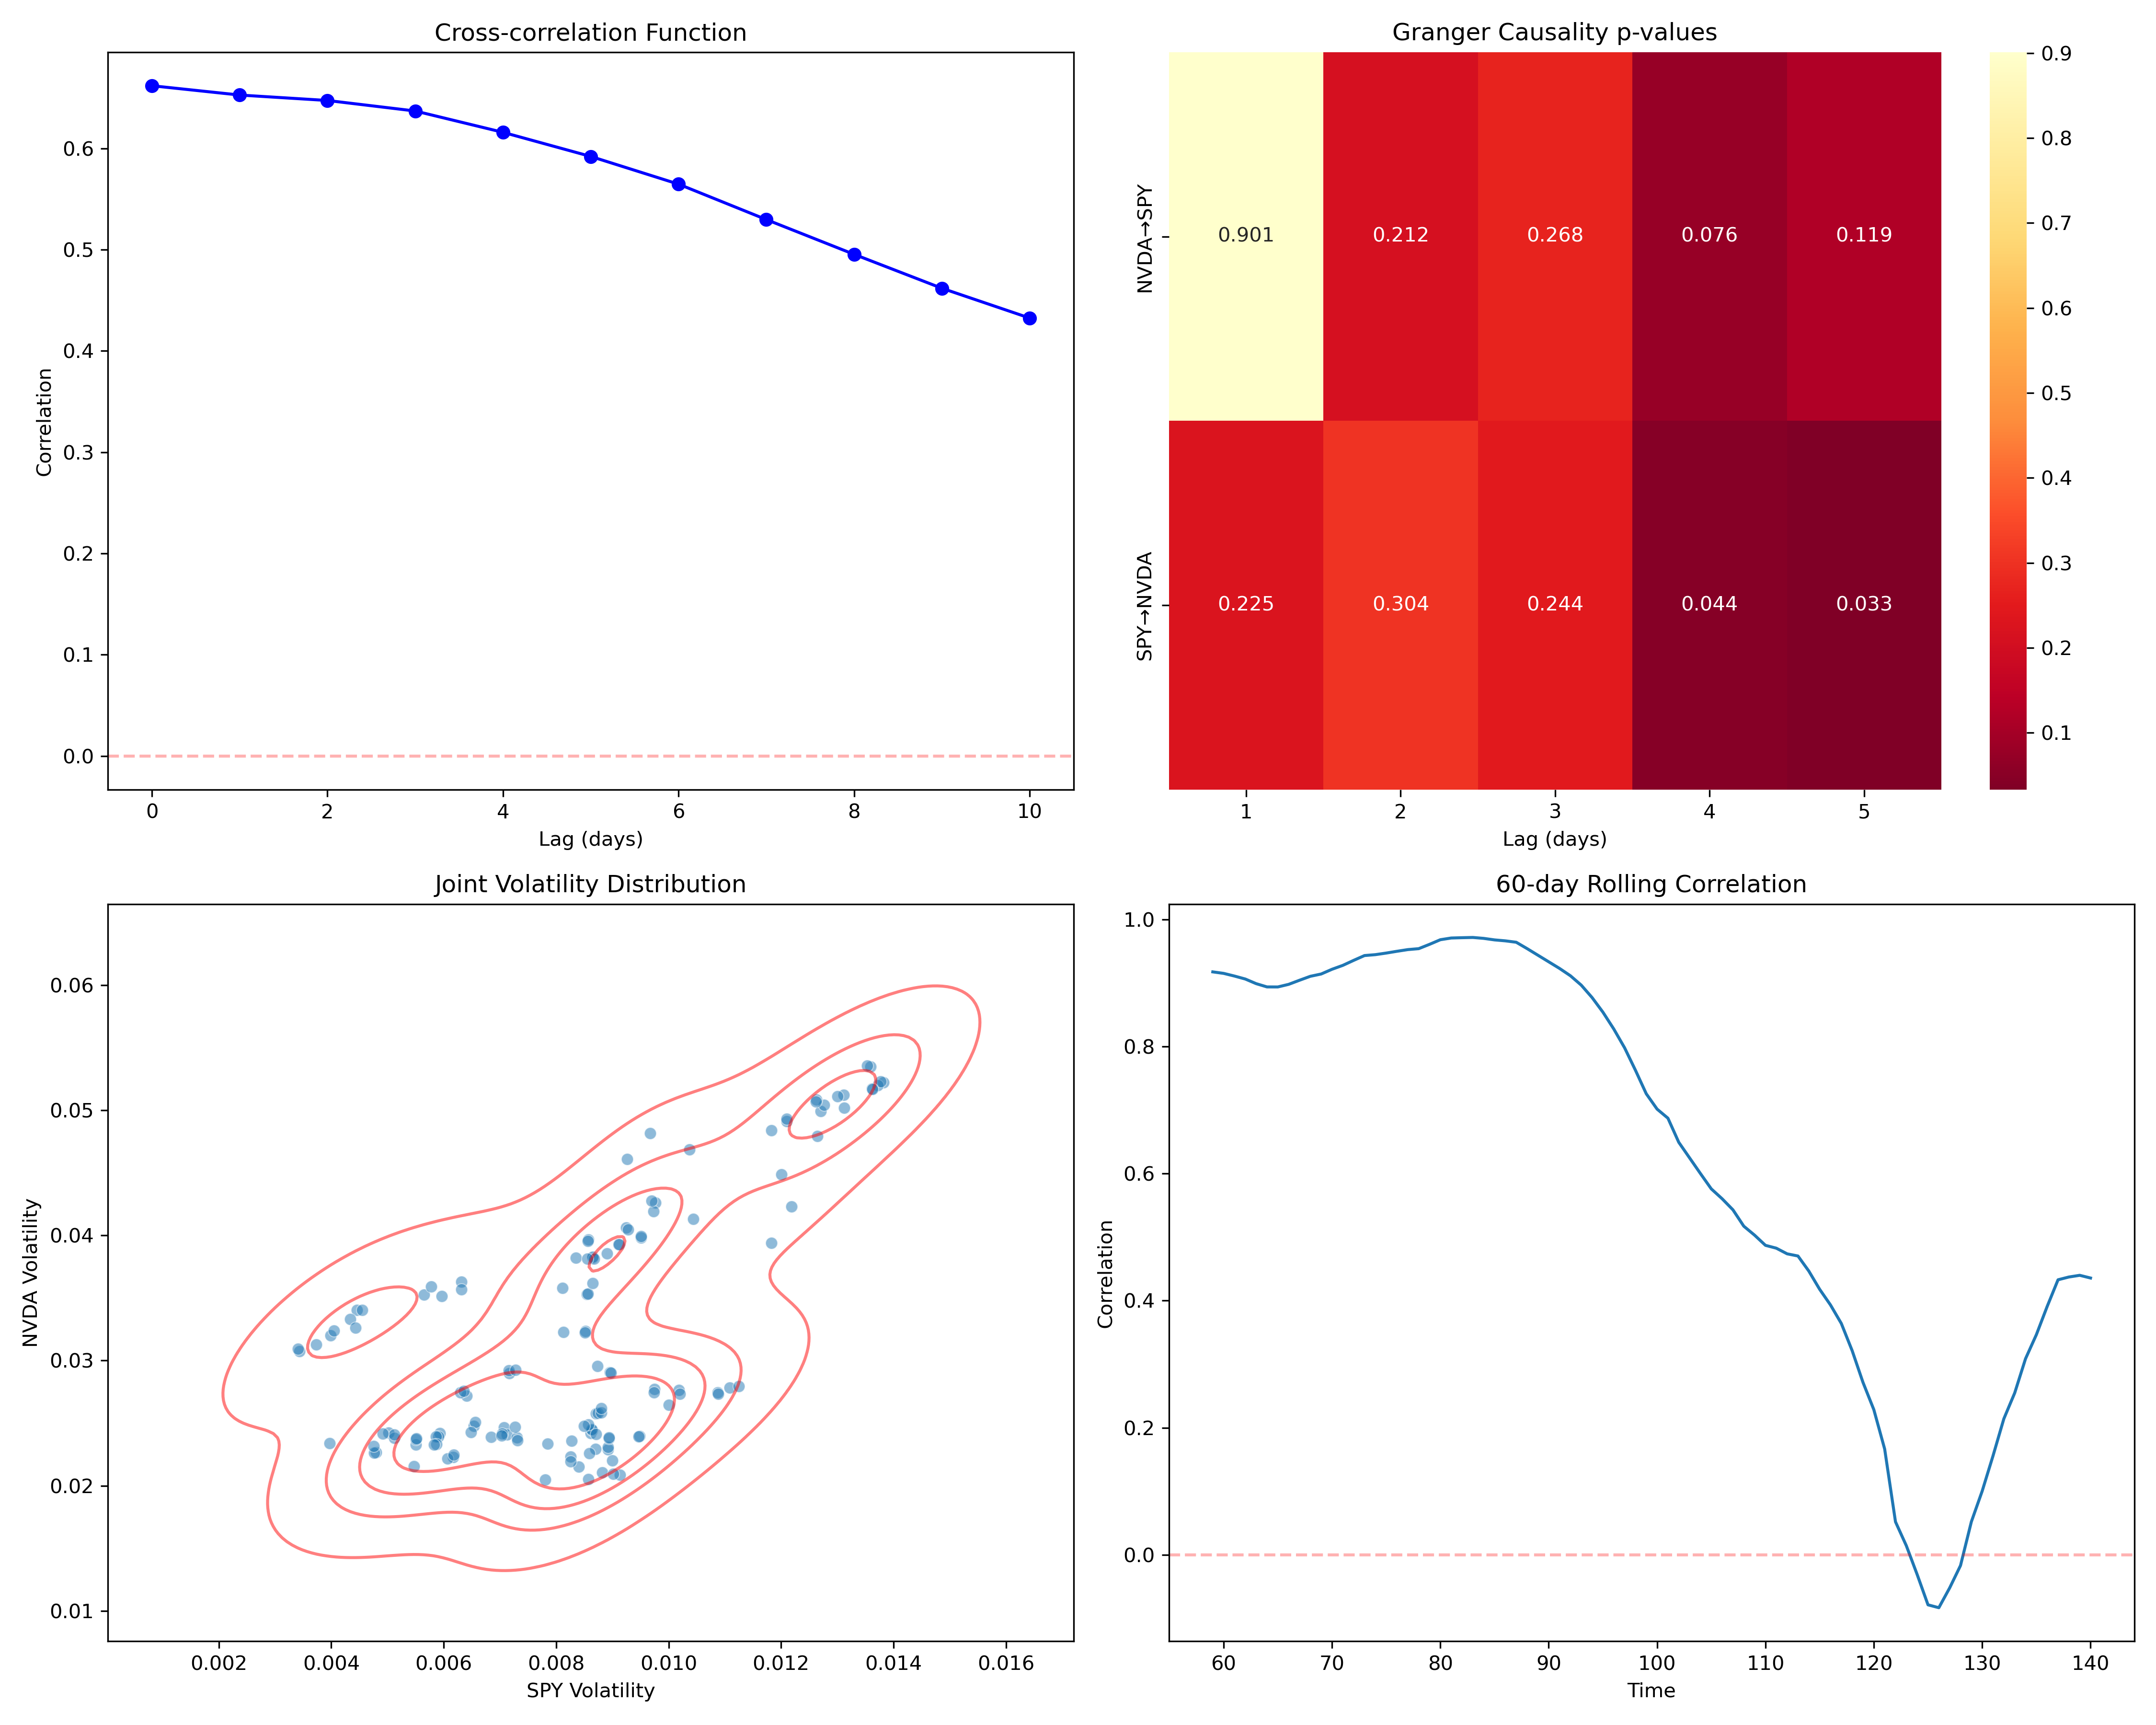 Cross-correlation Function
Correlation
0.6
0.5
0.4
0.3
0.2
0.1
0.0
0 2 4 6 8 10
Lag (days)
Granger Causality p-values
NVDA→SPY
SPY→NVDA
0.901 0.212 0.268 0.076 0.119
0.225 0.304 0.244 0.044 0.033
1 2 3 4 5
Lag (days)
0.9
0.8
0.7
0.6
0.5
0.4
0.3
0.2
0.1
Joint Volatility Distribution
NVDA Volatility
0.06
0.05
0.04
0.03
0.02
0.01
0.002 0.004 0.006 0.008 0.010 0.012 0.014 0.016
SPY Volatility
60-day Rolling Correlation
Correlation
1.0
0.8
0.6
0.4
0.2
0.0
60 70 80 90 100 110 120 130 140
Time